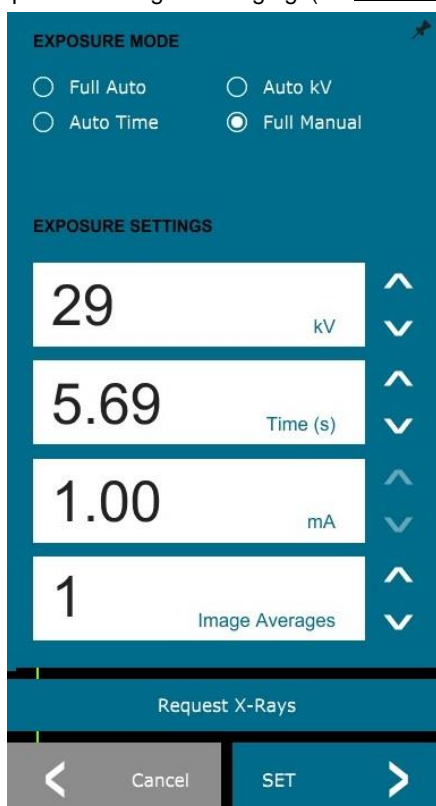 EXPOSURE MODE
Full Auto Auto kV
Auto Time Full Manual
EXPOSURE SETTINGS
29 kV
5.69 Time (s)
1.00 mA
1 Image Averages
Request X-Rays
Cancel SET